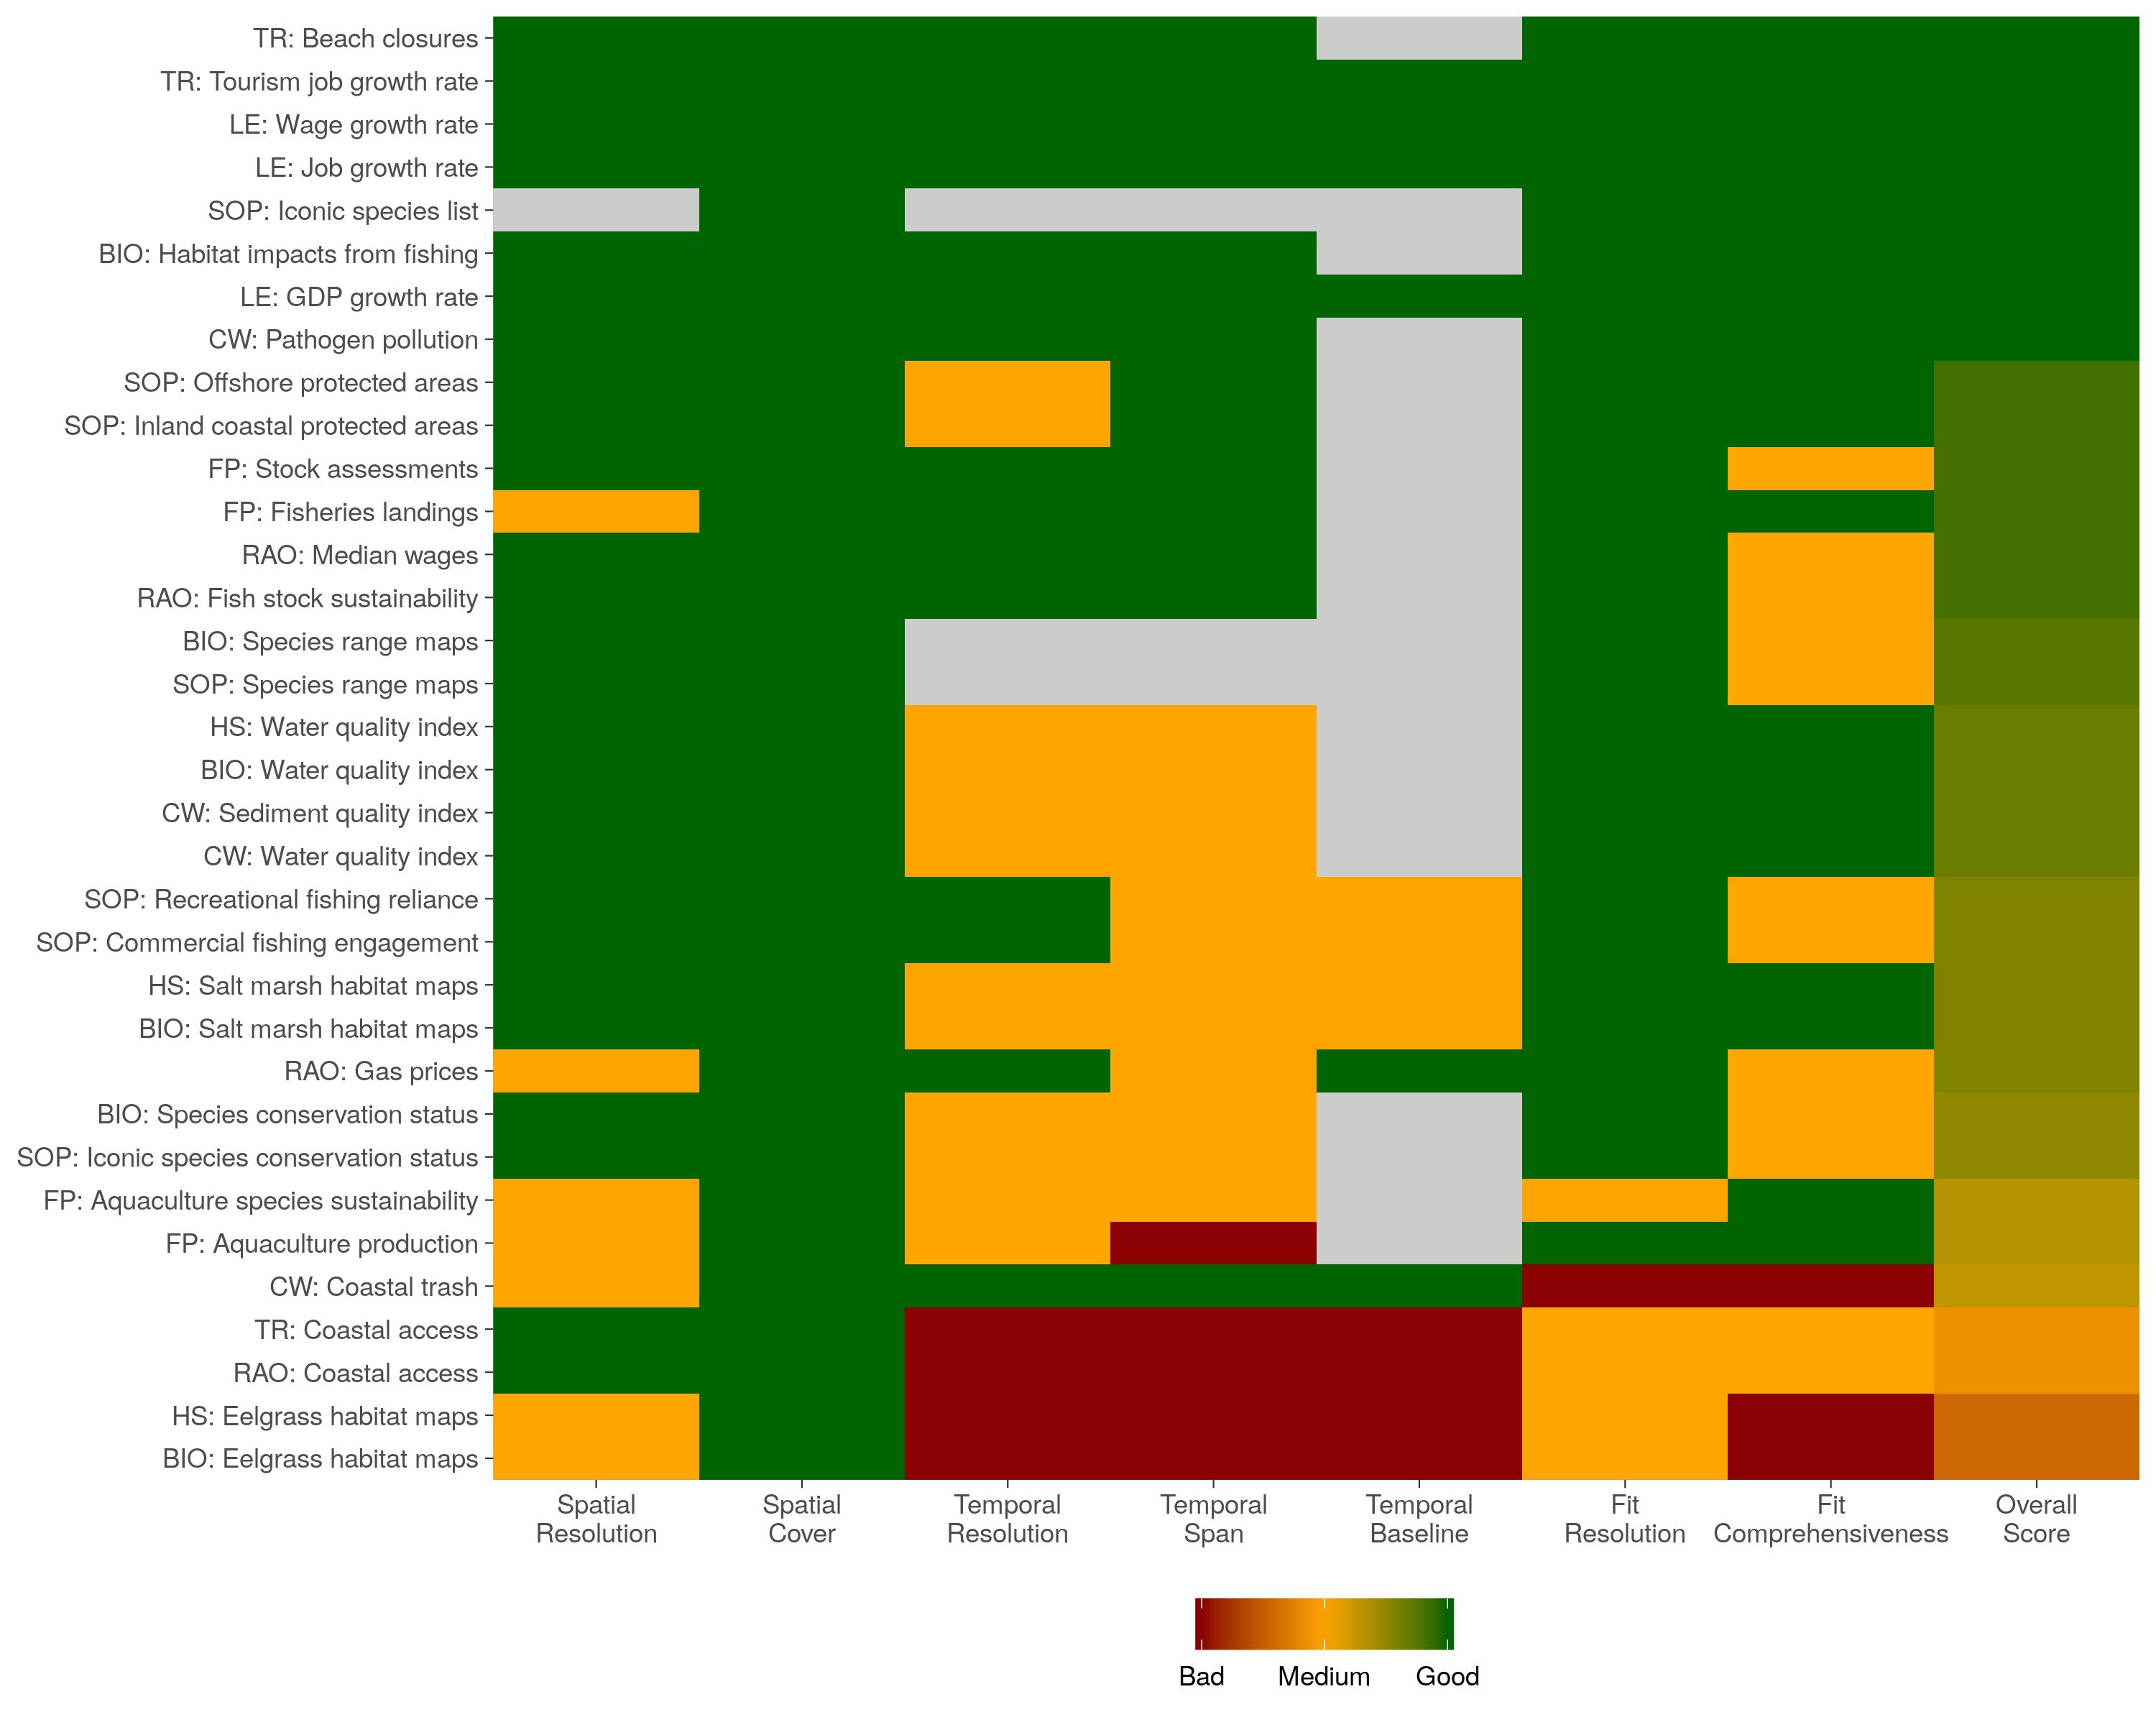 TR: Beach closures
TR: Tourism job growth rate
LE: Wage growth rate
LE: Job growth rate
SOP: Iconic species list
BIO: Habitat impacts from fishing
LE: GDP growth rate
CW: Pathogen pollution
SOP: Offshore protected areas
SOP: Inland coastal protected areas
FP: Stock assessments
FP: Fisheries landings
RAO: Median wages
RAO: Fish stock sustainability
BIO: Species range maps
SOP: Species range maps
HS: Water quality index
BIO: Water quality index
CW: Sediment quality index
CW: Water quality index
SOP: Recreational fishing reliance
SOP: Commercial fishing engagement
HS: Salt marsh habitat maps
BIO: Salt marsh habitat maps
RAO: Gas prices
BIO: Species conservation status
SOP: Iconic species conservation status
FP: Aquaculture species sustainability
FP: Aquaculture production
CW: Coastal trash
TR: Coastal access
RAO: Coastal access
HS: Eelgrass habitat maps
BIO: Eelgrass habitat maps
Spatial
Resolution
Spatial
Cover
Temporal
Resolution
Temporal
Span
Temporal
Baseline
Fit
Resolution
Fit
Comprehensiveness
Overall
Score
Bad
Medium
Good